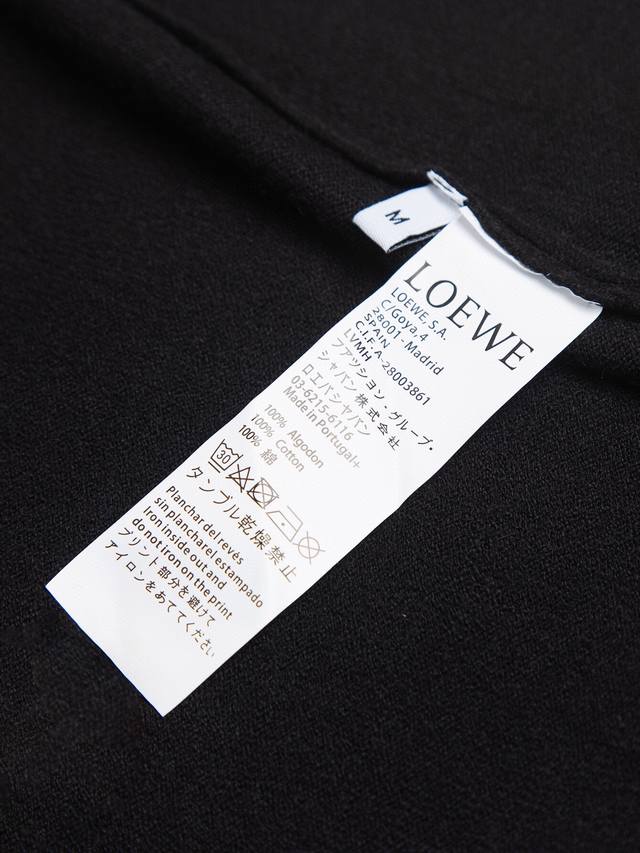 M
LOEWE
LOEWE, S.A.
C/Goya,4
28001-Madrid
SPAIN
C.I.F.A-28003861
LVMH
ファッション・グループ・
ジャパン株式会社
ロエバジャパン
03-6215-6116
Made in Portugal+
100% Algodon
100% Cotton
100% 綿
30
タンブル乾燥禁止
Planchar del revés
sin planchar el estampado
Iron inside out and
do not iron on the print
プリント部分を避けて
アイロンをあててください